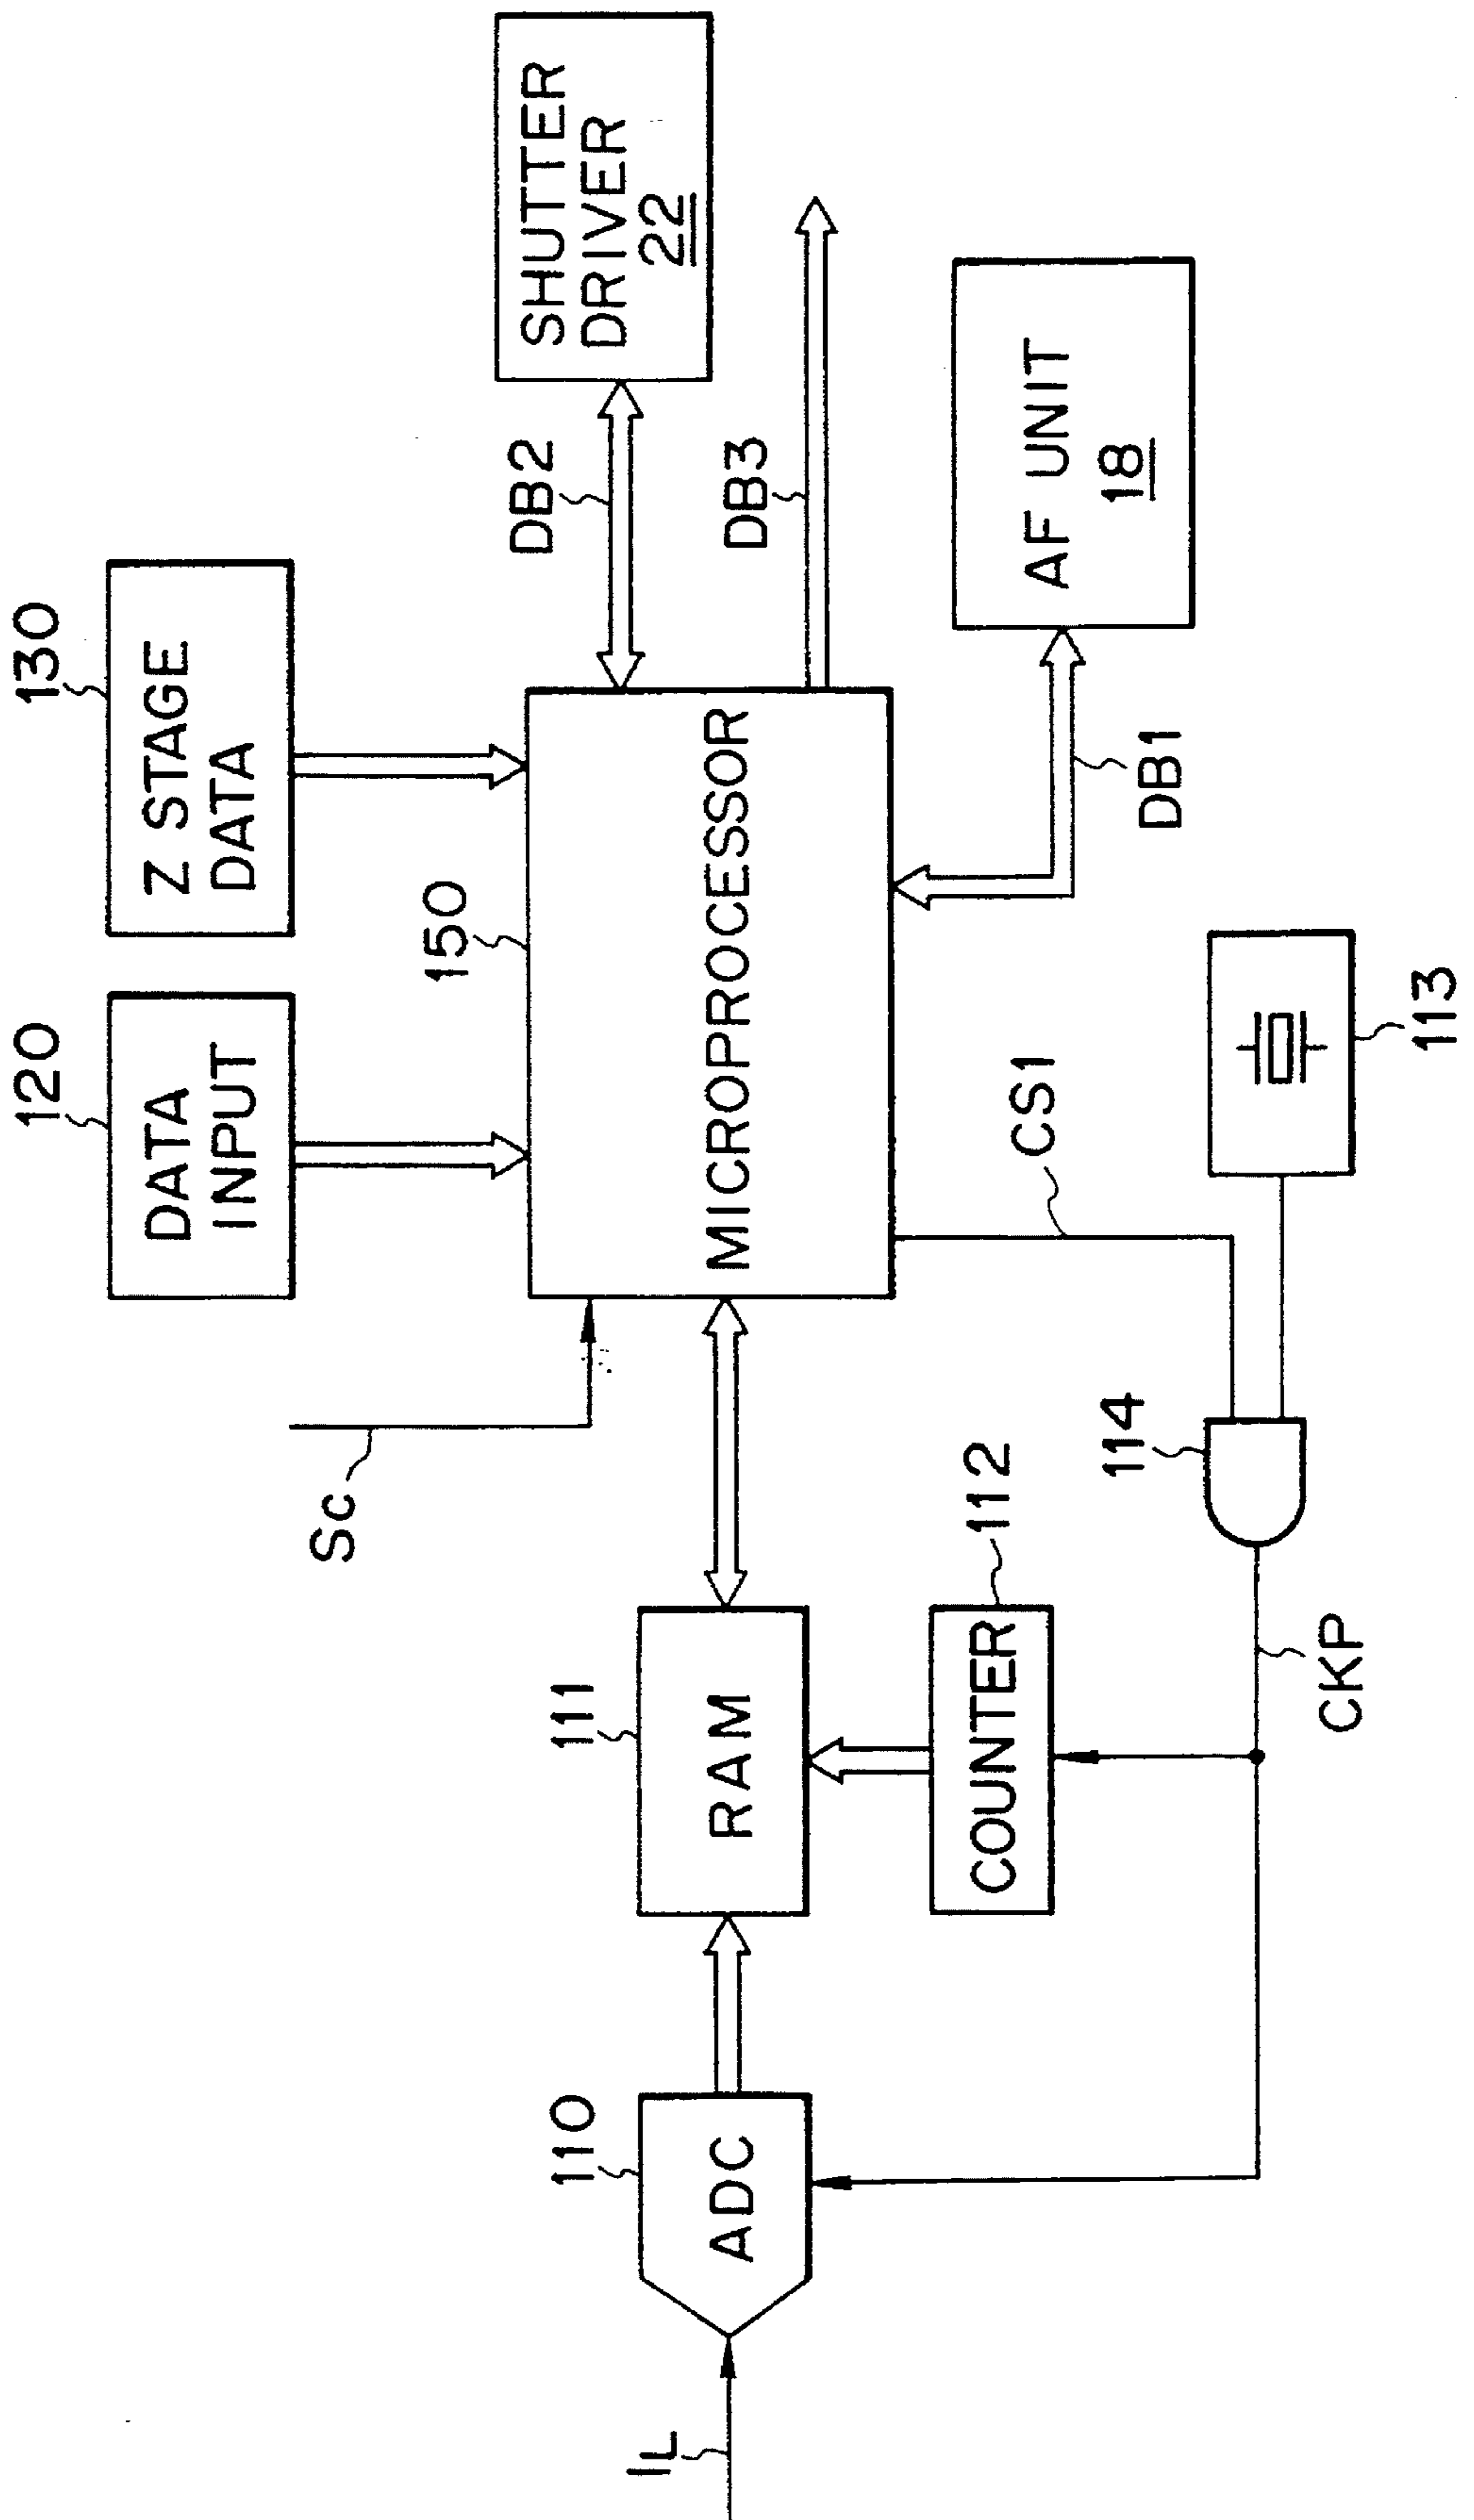 120
DATA
INPUT
130
Z STAGE
DATA
Sc
150
MICROPROCESSOR
DB2
SHUTTER
DRIVER
22
DB3
IL
110
ADC
111
RAM
112
COUNTER
114
CS1
DB1
AF UNIT
18
CKP
113